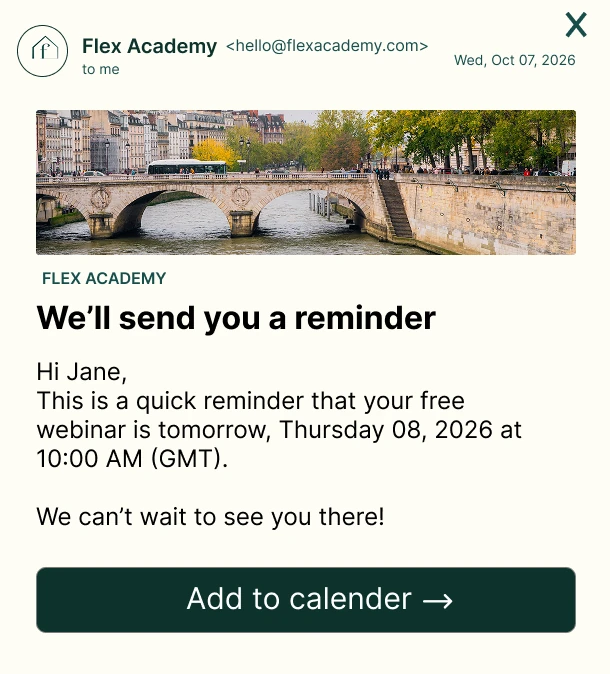 X
f
Flex Academy <hello@flexacademy.com>
to me
Wed, Oct 07, 2026
FLEX ACADEMY
We’ll send you a reminder
Hi Jane,
This is a quick reminder that your free
webinar is tomorrow, Thursday 08, 2026 at
10:00 AM (GMT).
We can’t wait to see you there!
Add to calender →